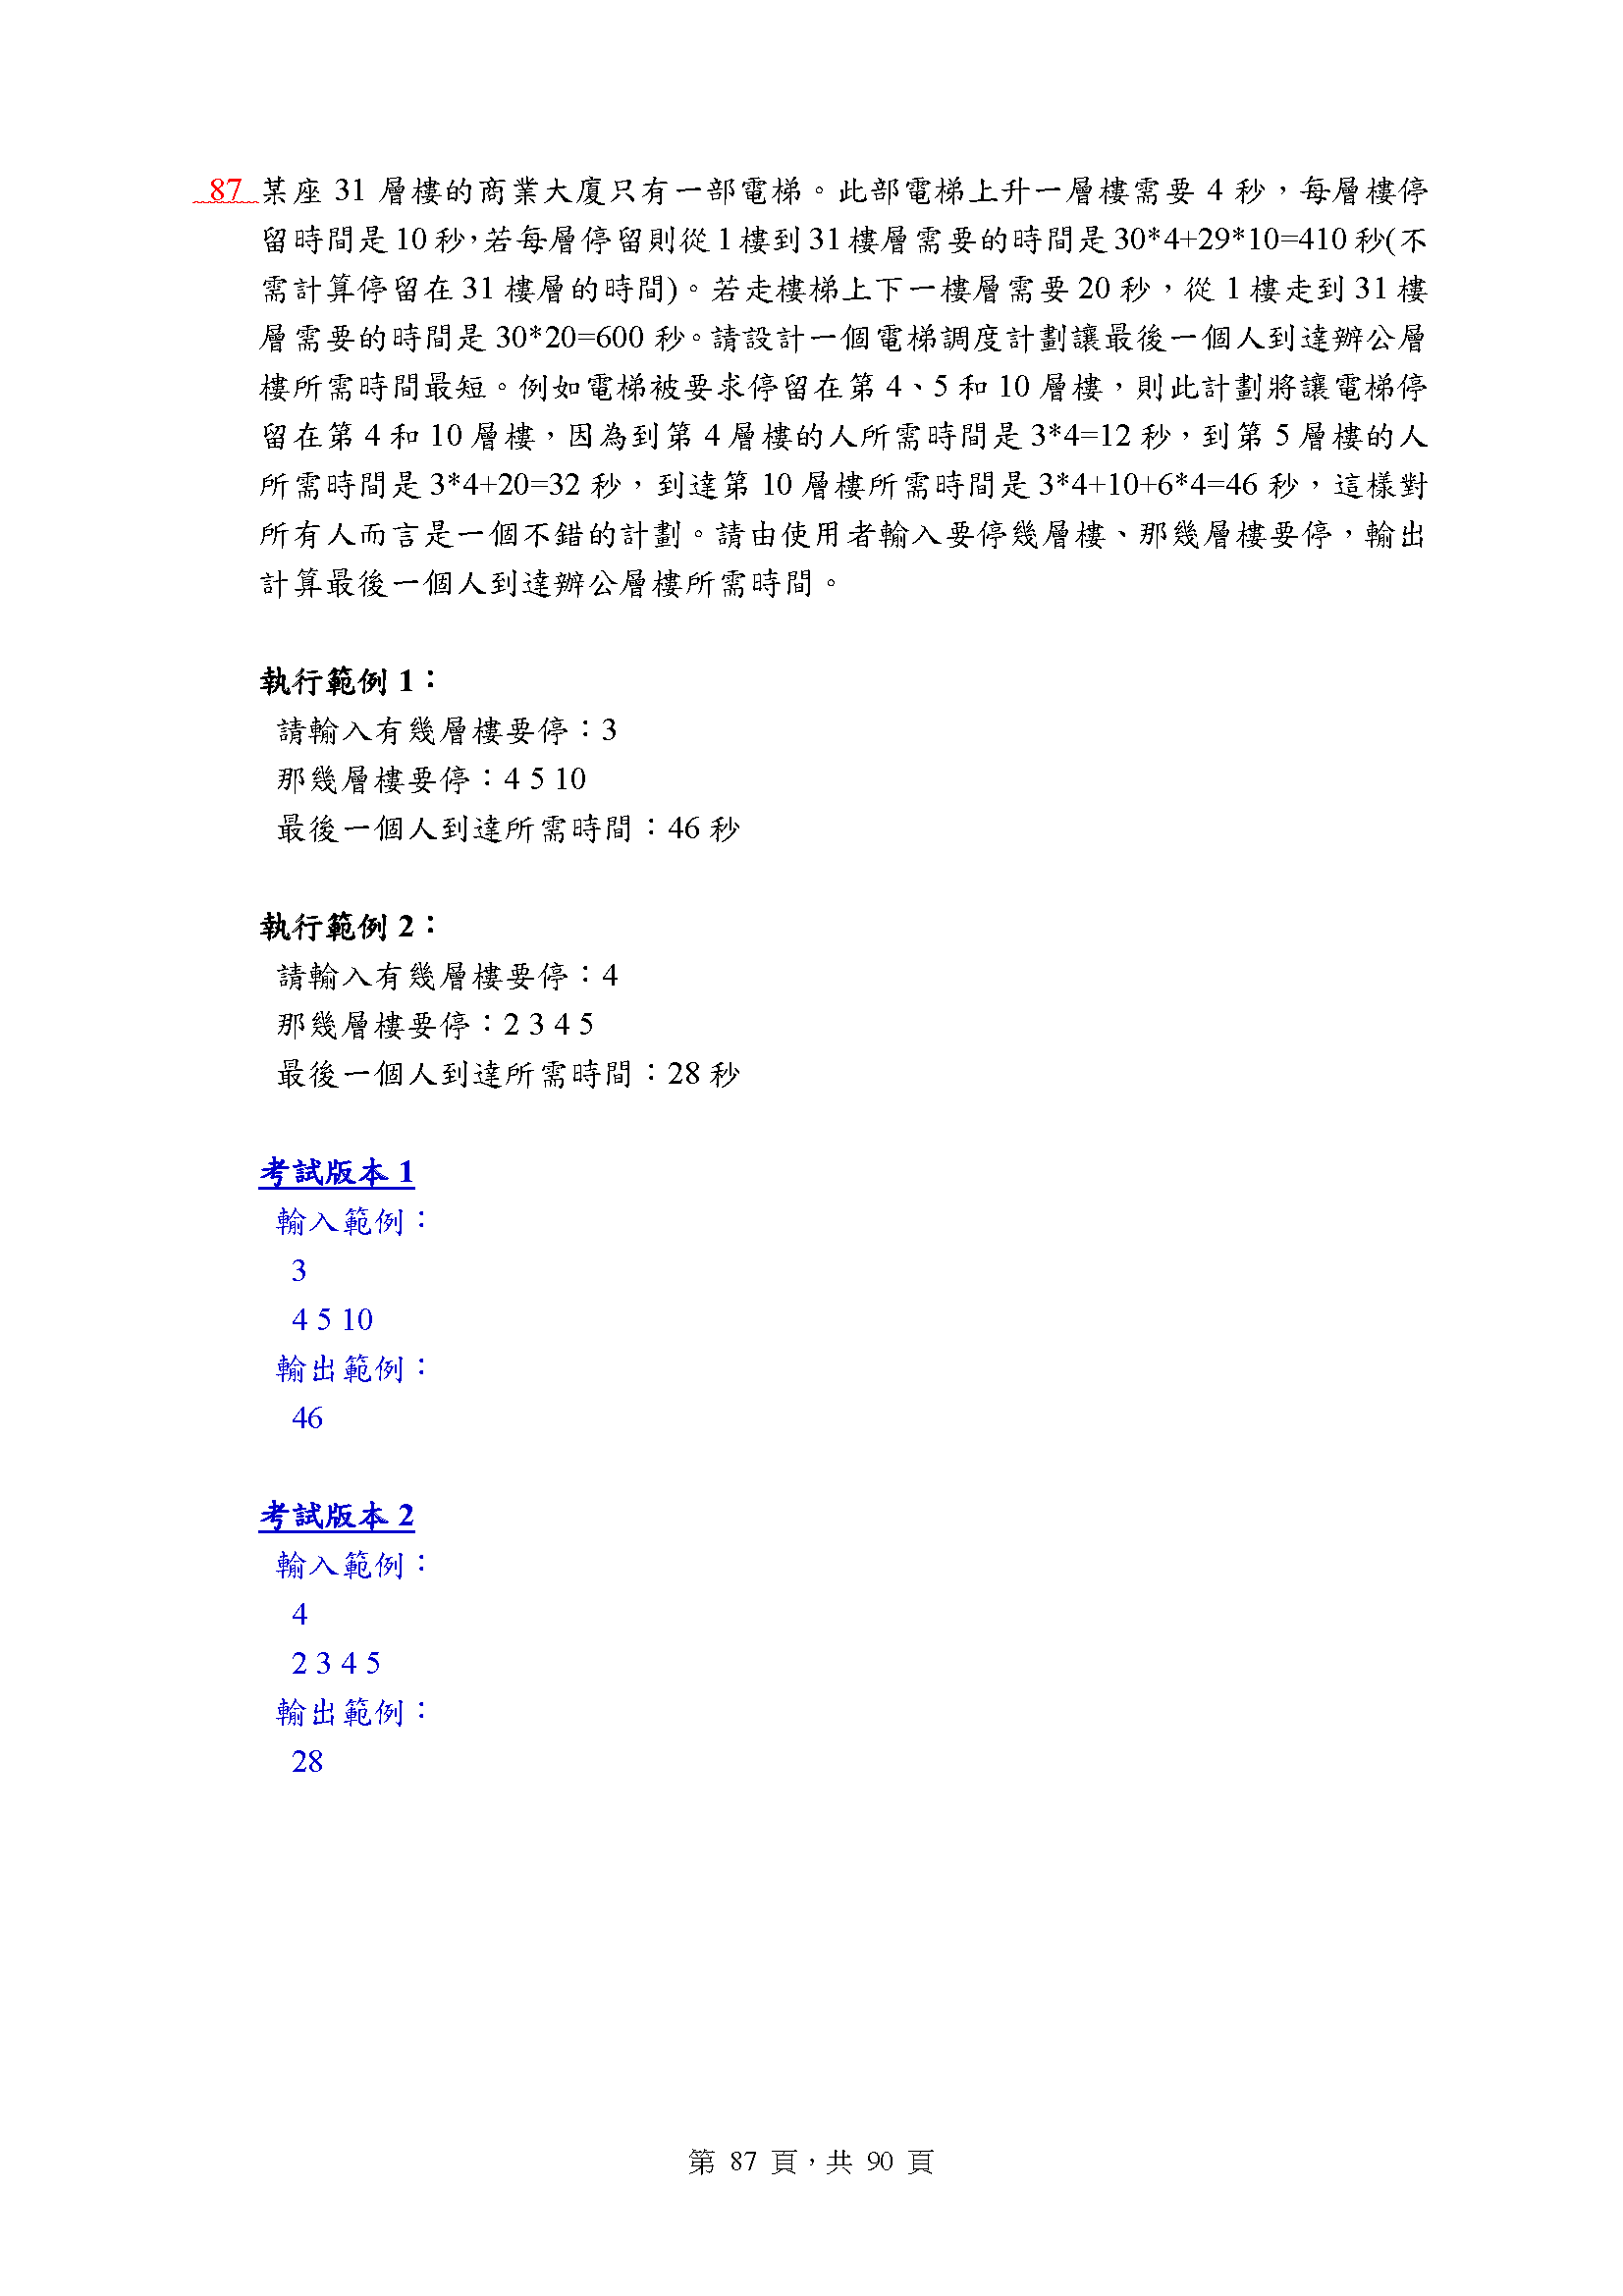 87 某座 31 層樓的商業大廈只有一部電梯。此部電梯上升一層樓需要 4 秒，每層樓停
留時間是 10 秒，若每層停留則從 1 樓到 31 樓層需要的時間是 30*4+29*10=410 秒(不
需計算停留在 31 樓層的時間)。若走樓梯上下一樓層需要 20 秒，從 1 樓走到 31 樓
層需要的時間是 30*20=600 秒。請設計一個電梯調度計劃讓最後一個人到達辦公層
樓所需時間最短。例如電梯被要求停留在第 4、5 和 10 層樓，則此計劃將讓電梯停
留在第 4 和 10 層樓，因為到第 4 層樓的人所需時間是 3*4=12 秒，到第 5 層樓的人
所需時間是 3*4+20=32 秒，到達第 10 層樓所需時間是 3*4+10+6*4=46 秒，這樣對
所有人而言是一個不錯的計劃。請由使用者輸入要停幾層樓、那幾層樓要停，輸出
計算最後一個人到達辦公層樓所需時間。
執行範例 1：
請輸入有幾層樓要停：3
那幾層樓要停：4 5 10
最後一個人到達所需時間：46 秒
執行範例 2：
請輸入有幾層樓要停：4
那幾層樓要停：2 3 4 5
最後一個人到達所需時間：28 秒
考試版本 1
輸入範例：
3
4 5 10
輸出範例：
46
考試版本 2
輸入範例：
4
2 3 4 5
輸出範例：
28
第 87 頁，共 90 頁